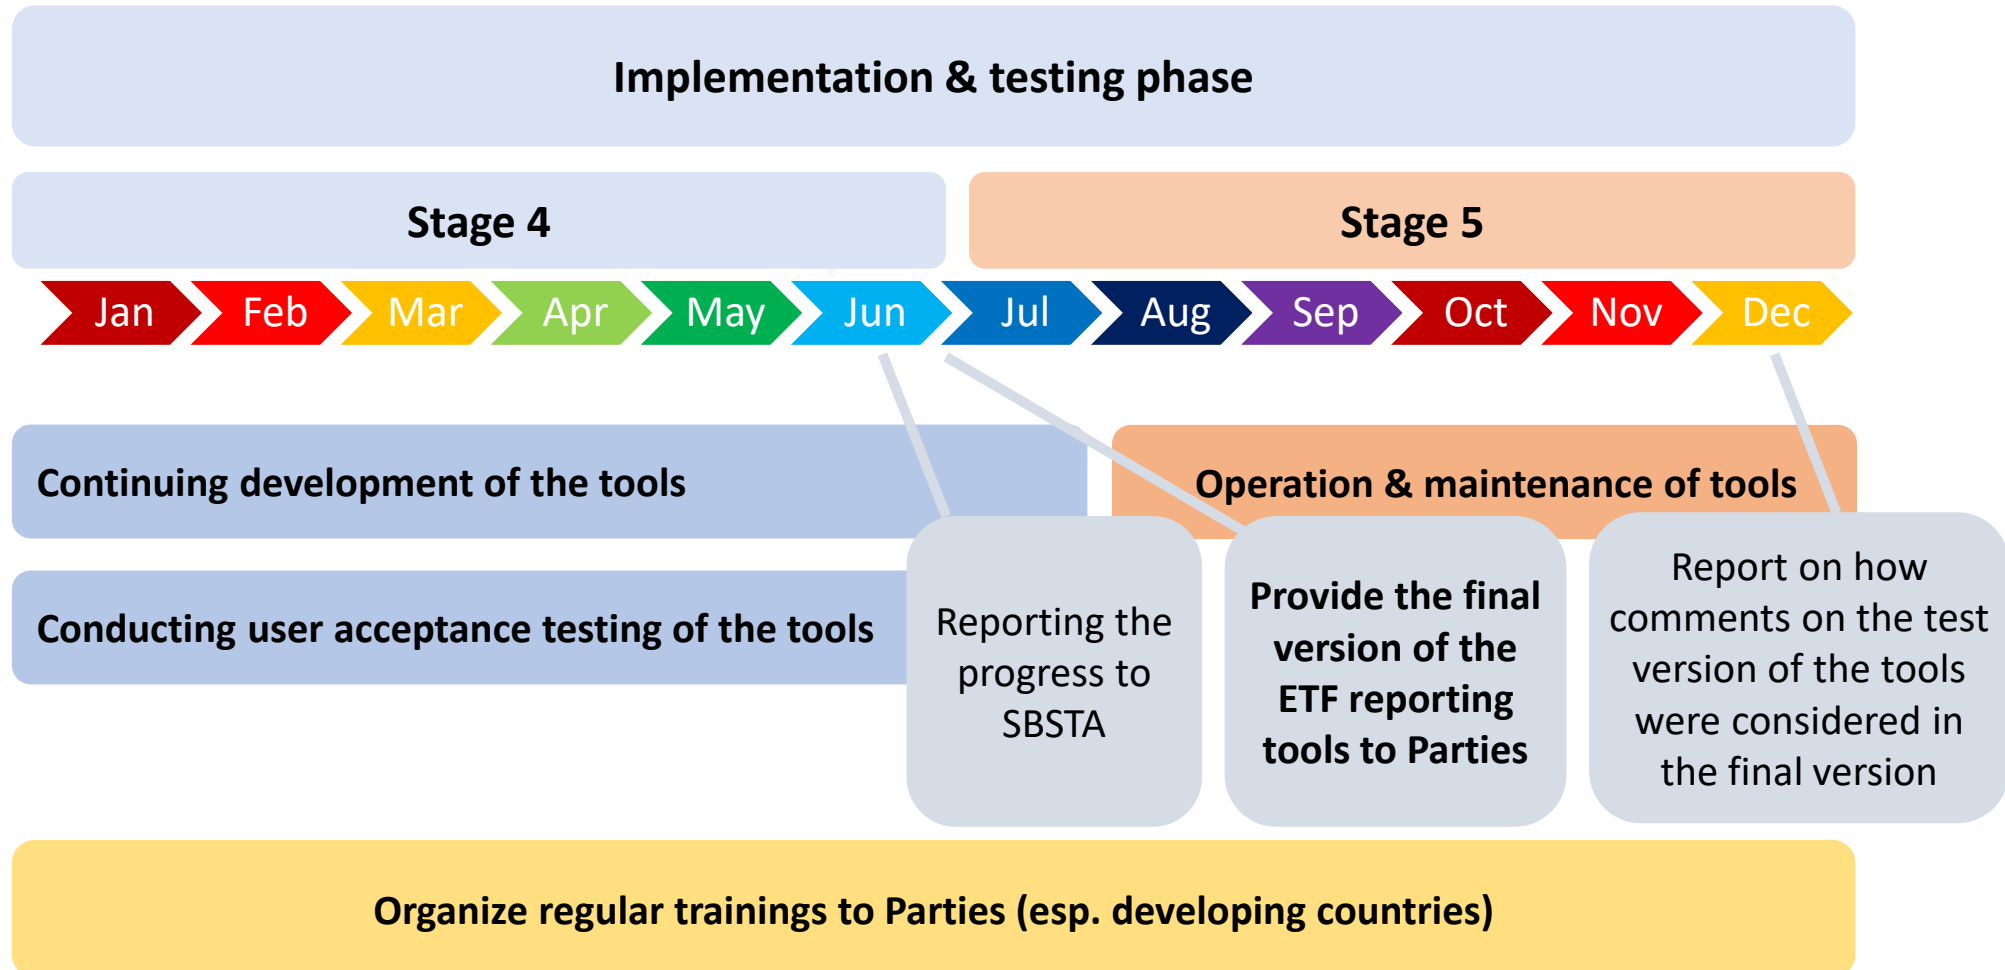 Implementation & testing phase
Stage 4
Stage 5
Jan
Feb
Mar
Apr
May
Jun
Jul
Aug
Sep
Oct
Nov
Dec
Continuing development of the tools
Operation & maintenance of tools
Conducting user acceptance testing of the tools
Reporting the
progress to
SBSTA
Provide the final
version of the
ETF reporting
tools to Parties
Report on how
comments on the test
version of the tools
were considered in
the final version
Organize regular trainings to Parties (esp. developing countries)